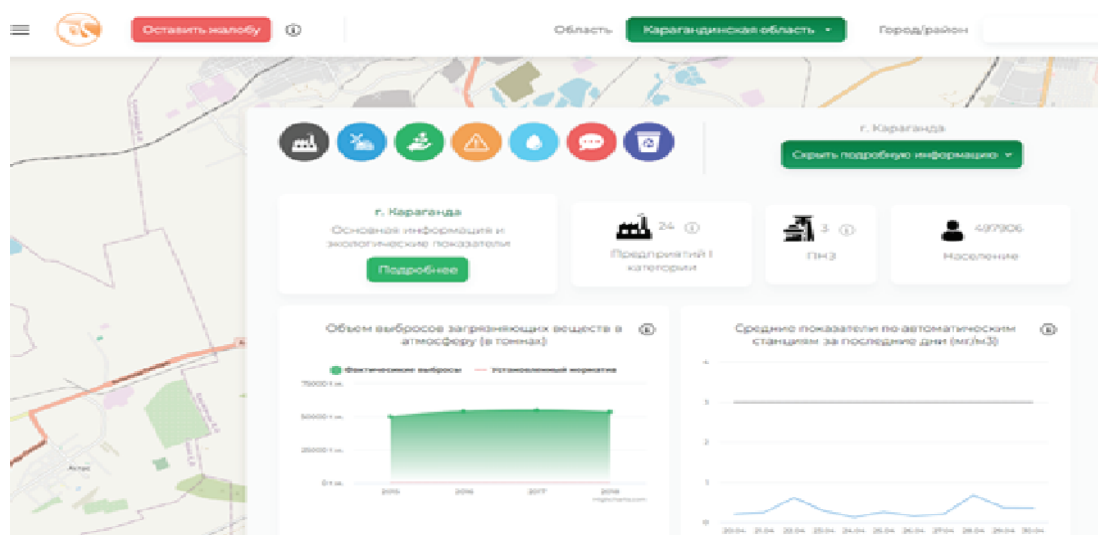 Оставить жалобу
Область
Карагандинская область
Город/район
г. Караганда
Скрыть подробную информацию
г. Караганда
Основная информация и
экологические показатели
Подробнее
24
Предприятий I
категории
3
ПНЗ
497906
Население
Объем выбросов загрязняющих веществ в
атмосферу (в тоннах)
Фактические выбросы
Установленный норматив
75000 т.м.
50000 т.м.
25000 т.м.
0 т.м.
2015 2016 2017 2018
Highcharts.com
Средние показатели по автоматическим
станциям за последние дни (мг/м3)
4
3
2
1
0
20.04 21.04 22.04 23.04 24.04 25.04 26.04 27.04 28.04 29.04 30.04
Актас